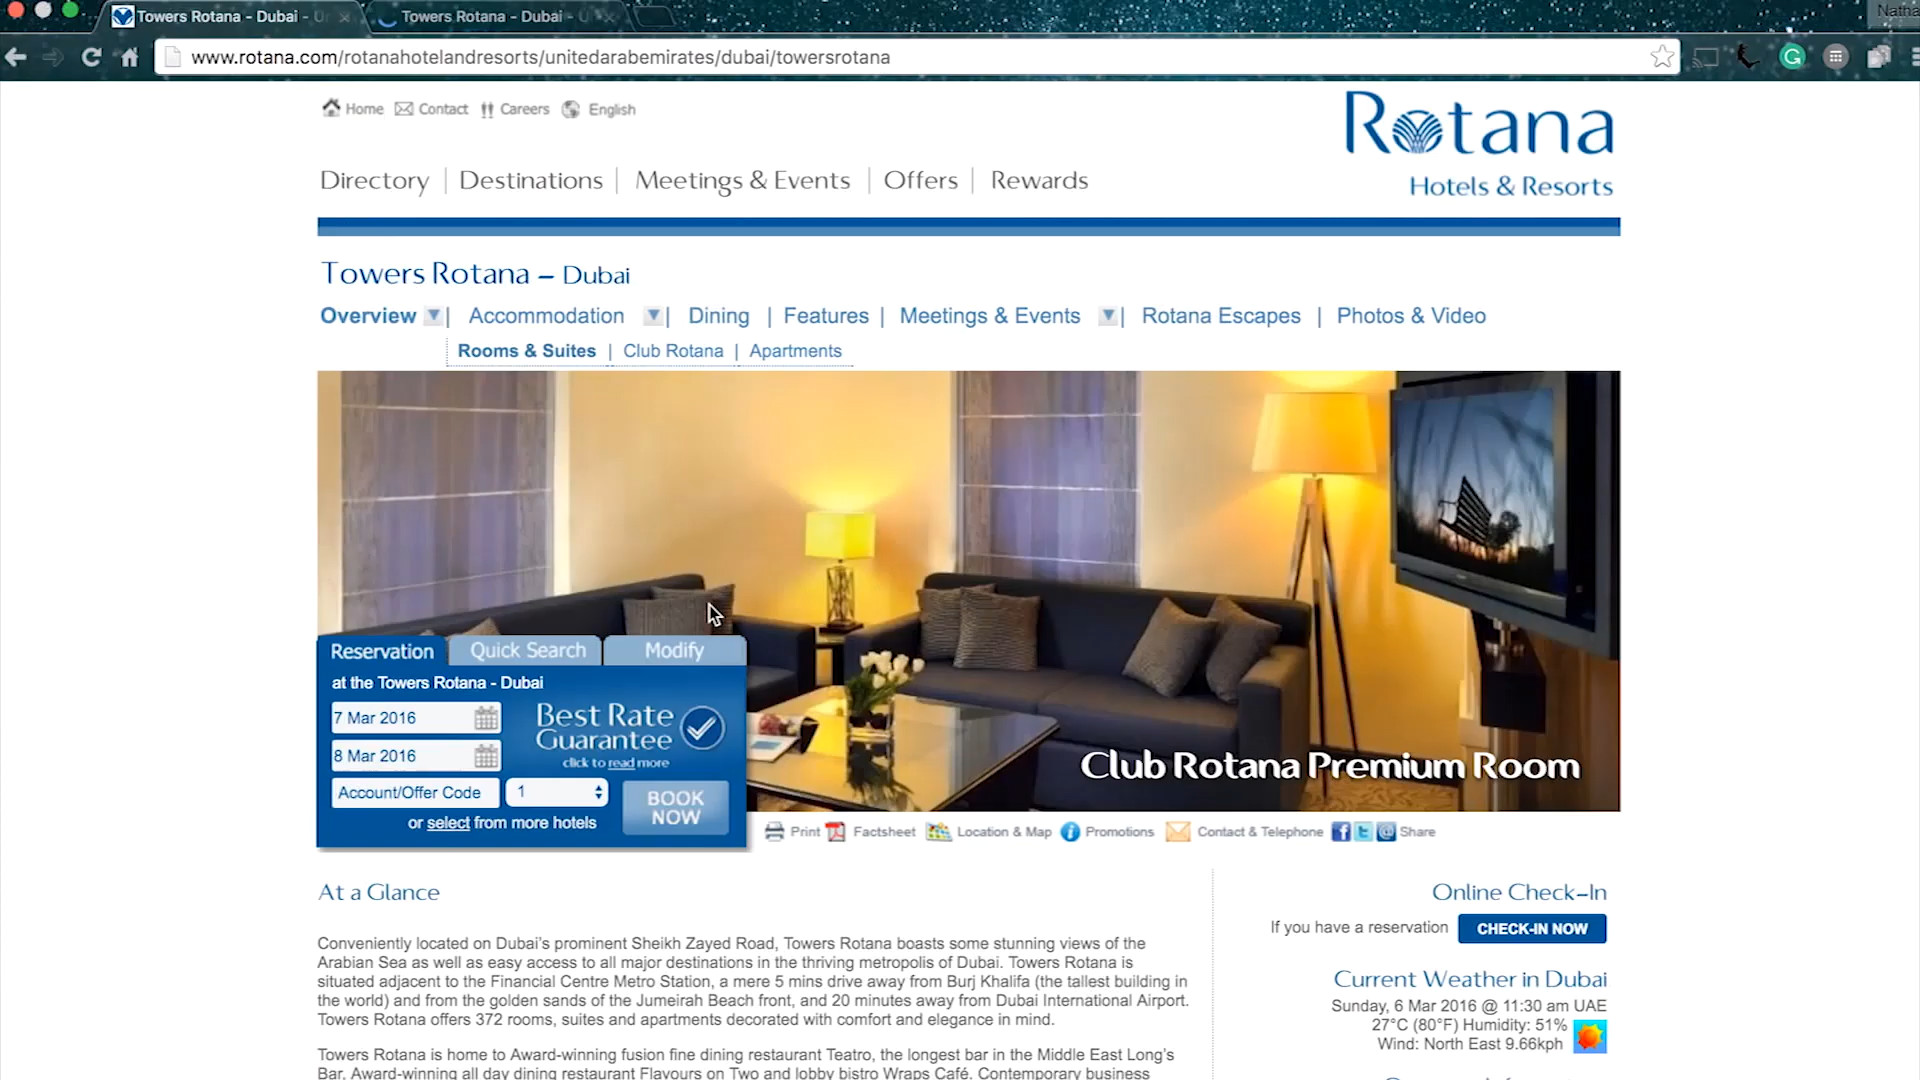 Towers Rotana - Dubai - Un
Towers Rotana - Dubai - U
Natha
www.rotana.com/rotanahotelandresorts/unitedarabemirates/dubai/towersrotana
Home Contact Careers English
Rotana
Hotels & Resorts
Directory | Destinations | Meetings & Events | Offers | Rewards
Towers Rotana – Dubai
Overview | Accommodation | Dining | Features | Meetings & Events | Rotana Escapes | Photos & Video
Rooms & Suites | Club Rotana | Apartments
Club Rotana Premium Room
Reservation Quick Search Modify
at the Towers Rotana - Dubai
7 Mar 2016
8 Mar 2016
Best Rate
Guarantee
click to read more
Account/Offer Code 1
BOOK
NOW
or select from more hotels
Print Factsheet Location & Map Promotions Contact & Telephone Share
At a Glance
Conveniently located on Dubai's prominent Sheikh Zayed Road, Towers Rotana boasts some stunning views of the
Arabian Sea as well as easy access to all major destinations in the thriving metropolis of Dubai. Towers Rotana is
situated adjacent to the Financial Centre Metro Station, a mere 5 mins drive away from Burj Khalifa (the tallest building in
the world) and from the golden sands of the Jumeirah Beach front, and 20 minutes away from Dubai International Airport.
Towers Rotana offers 372 rooms, suites and apartments decorated with comfort and elegance in mind.
Towers Rotana is home to Award-winning fusion fine dining restaurant Teatro, the longest bar in the Middle East Long's
Bar, Award-winning all day dining restaurant Flavours on Two and lobby bistro Wraps Café. Contemporary business
Online Check-In
If you have a reservation CHECK-IN NOW
Current Weather in Dubai
Sunday, 6 Mar 2016 @ 11:30 am UAE
27°C (80°F) Humidity: 51%
Wind: North East 9.66kph